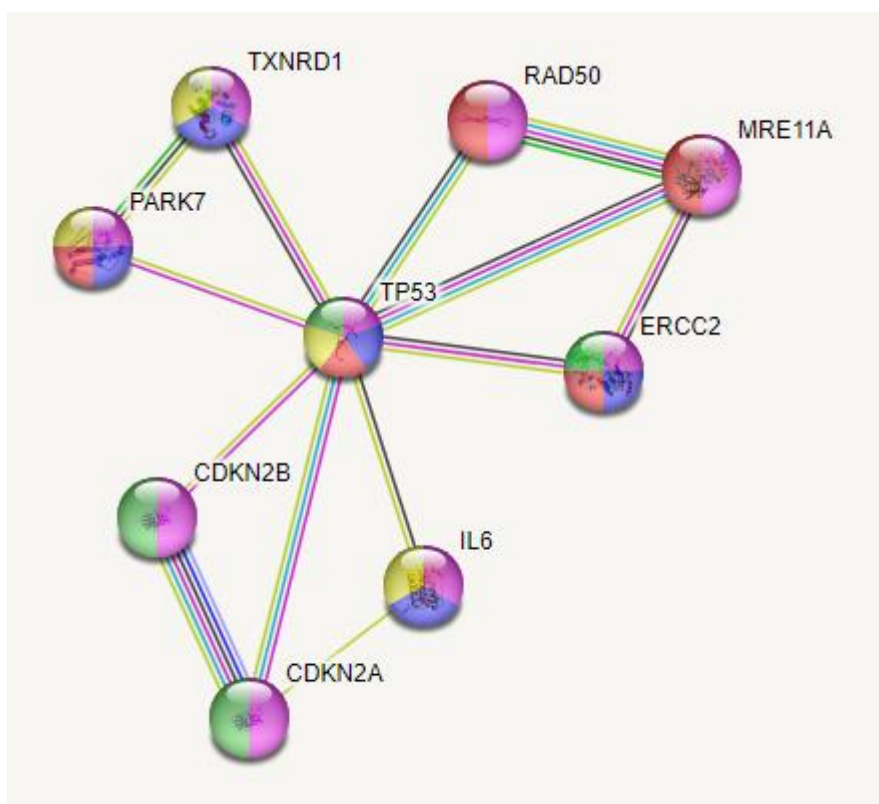 TXNRD1
RAD50
MRE11A
PARK7
TP53
ERCC2
CDKN2B
IL6
CDKN2A